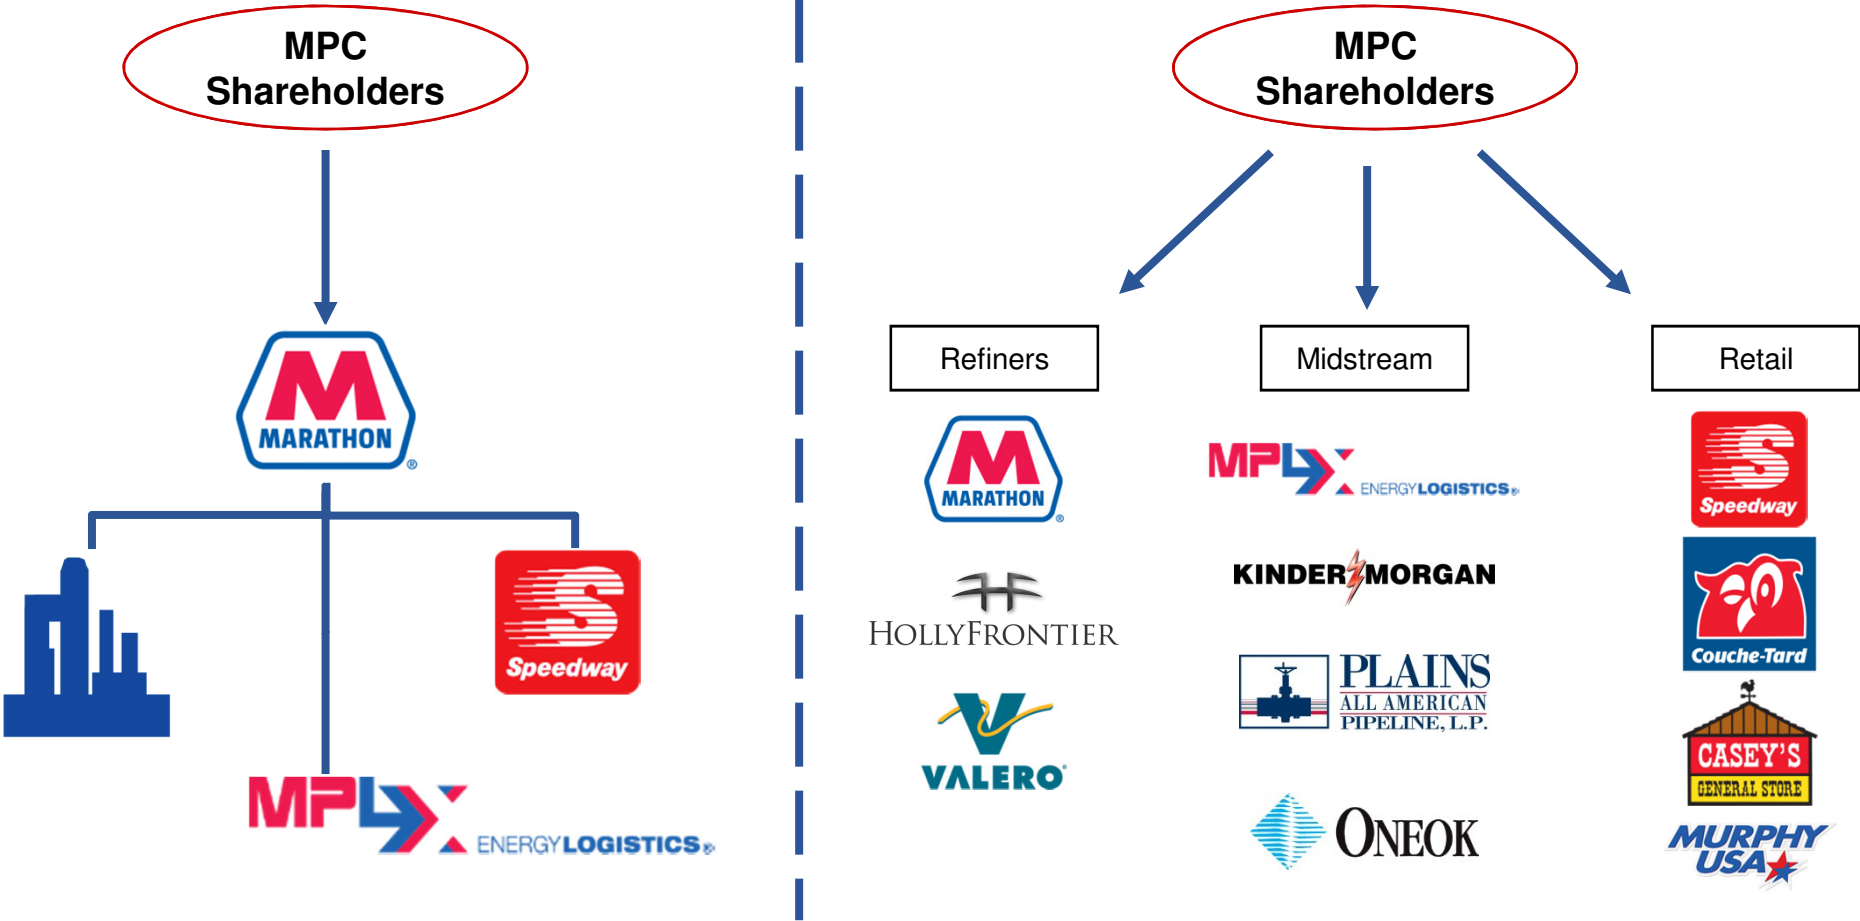 MPC
Shareholders
MARATHON
®
Speedway
MPLX
ENERGYLOGISTICS
MPC
Shareholders
Refiners
Midstream
Retail
MARATHON
®
HOLLYFRONTIER
VALERO
MPLX
ENERGYLOGISTICS
KINDER MORGAN
PLAINS
ALL AMERICAN
PIPELINE, L.P.
ONEOK
Speedway
Couche-Tard
CASEY'S
GENERAL STORE
MURPHY
USA